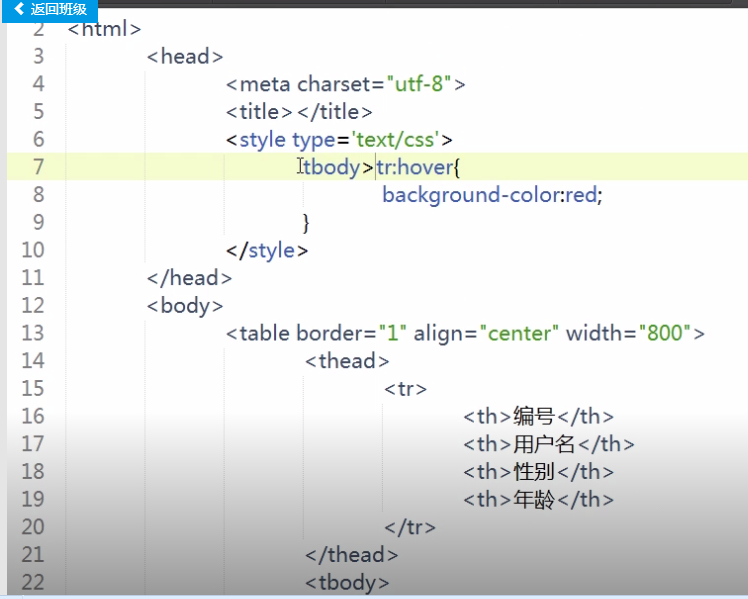 返回班级
2 <html>
3 <head>
4 <meta charset="utf-8">
5 <title></title>
6 <style type='text/css'>
7 tbody>tr:hover{
8 background-color:red;
9 }
10 </style>
11 </head>
12 <body>
13 <table border="1" align="center" width="800">
14 <thead>
15 <tr>
16 <th>编号</th>
17 <th>用户名</th>
18 <th>性别</th>
19 <th>年龄</th>
20 </tr>
21 </thead>
22 <tbody>